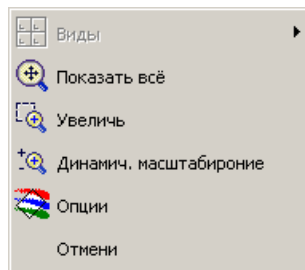 Виды
Показать всё
Увеличь
Динамич. масштабироние
Опции
Отмени